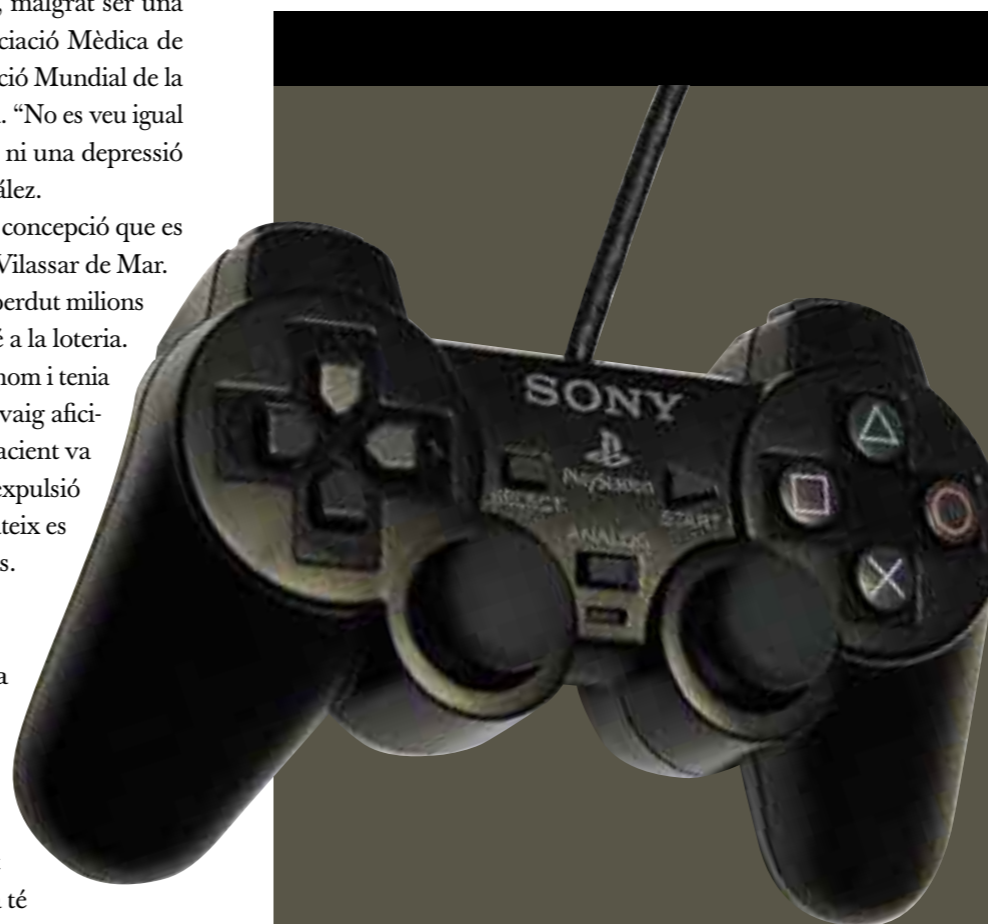 , malgrat ser una
ciació Mèdica de
ció Mundial de la
. “No es veu igual
ni una depressió
ález.
concepció que es
Vilassar de Mar.
perdut milions
é a la loteria.
nom i tenia
vaig afici-
acient va
expulsió
teix es
s.
a
té
SONY
PlayStation
SELECT
START
ANALOG